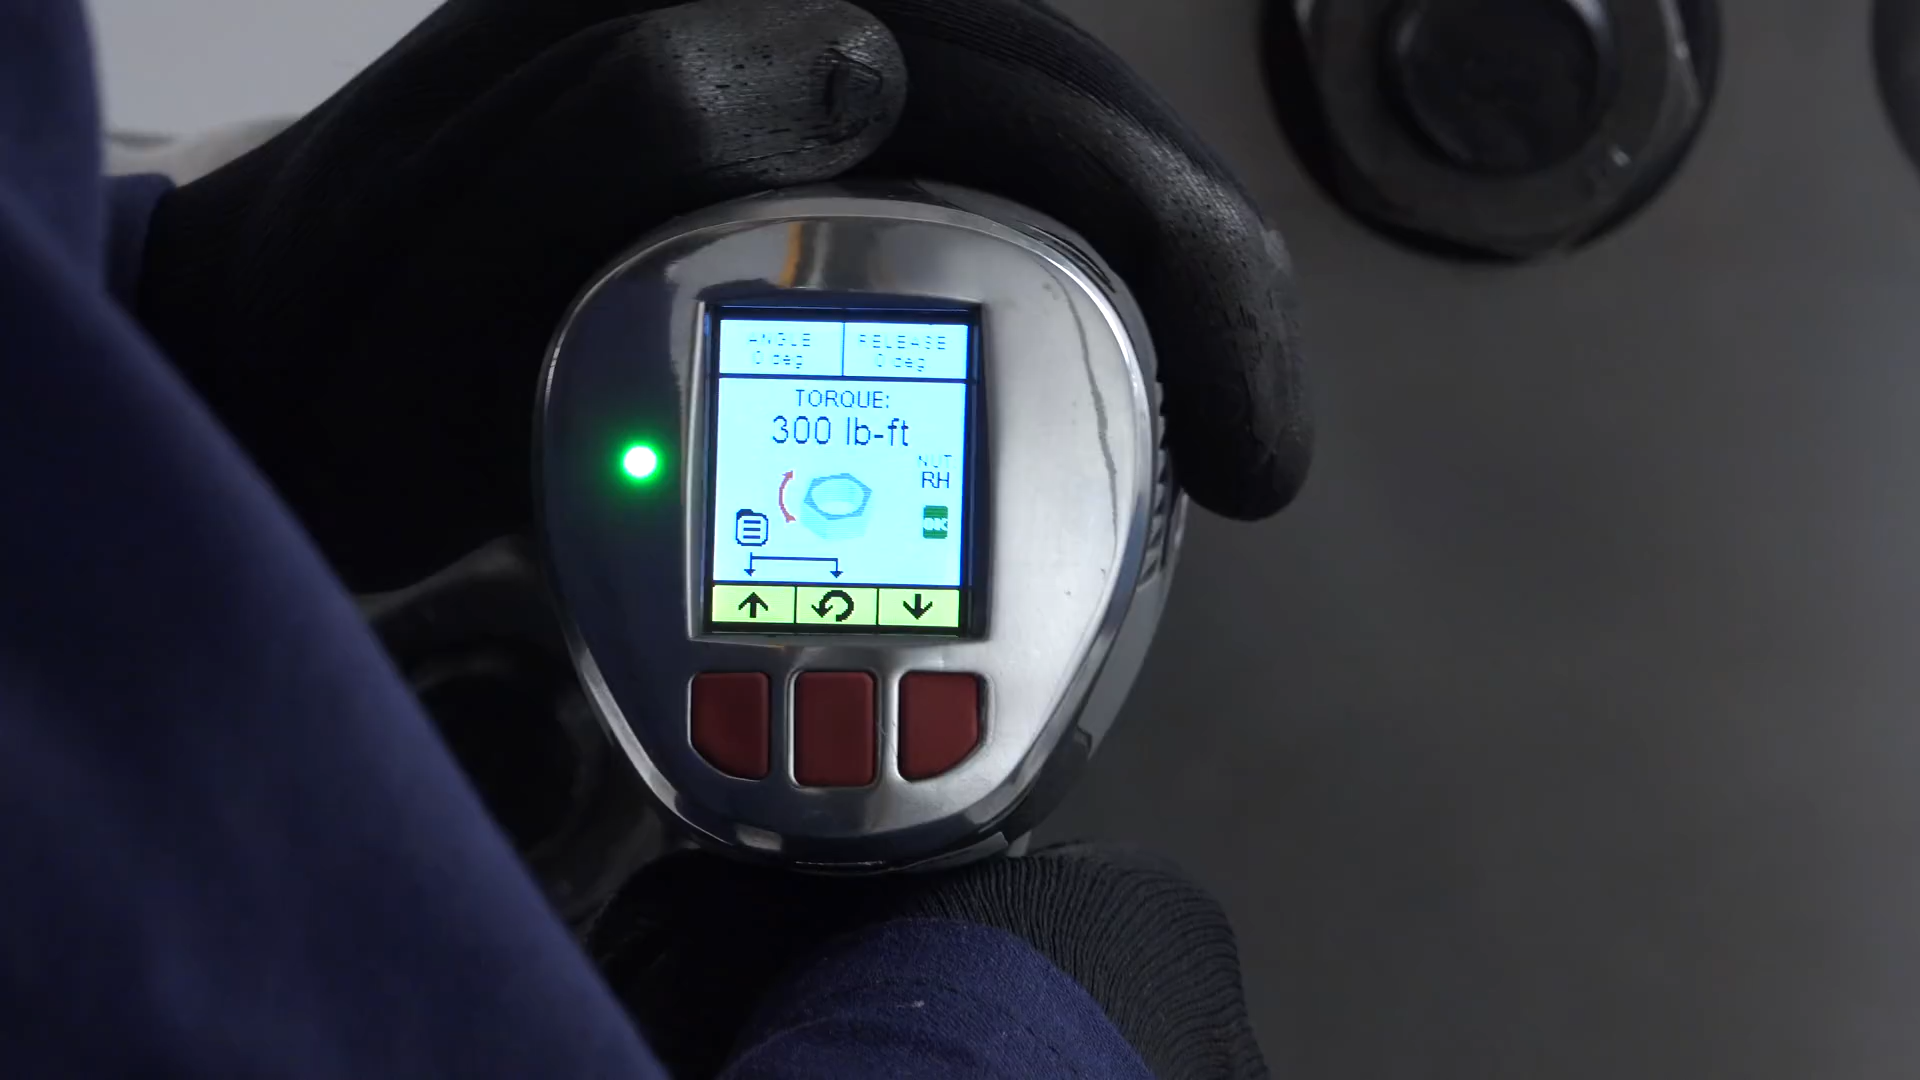 ANGLE RELEASE
0 deg 0 deg
TORQUE:
300 lb-ft
NUT
RH
OK